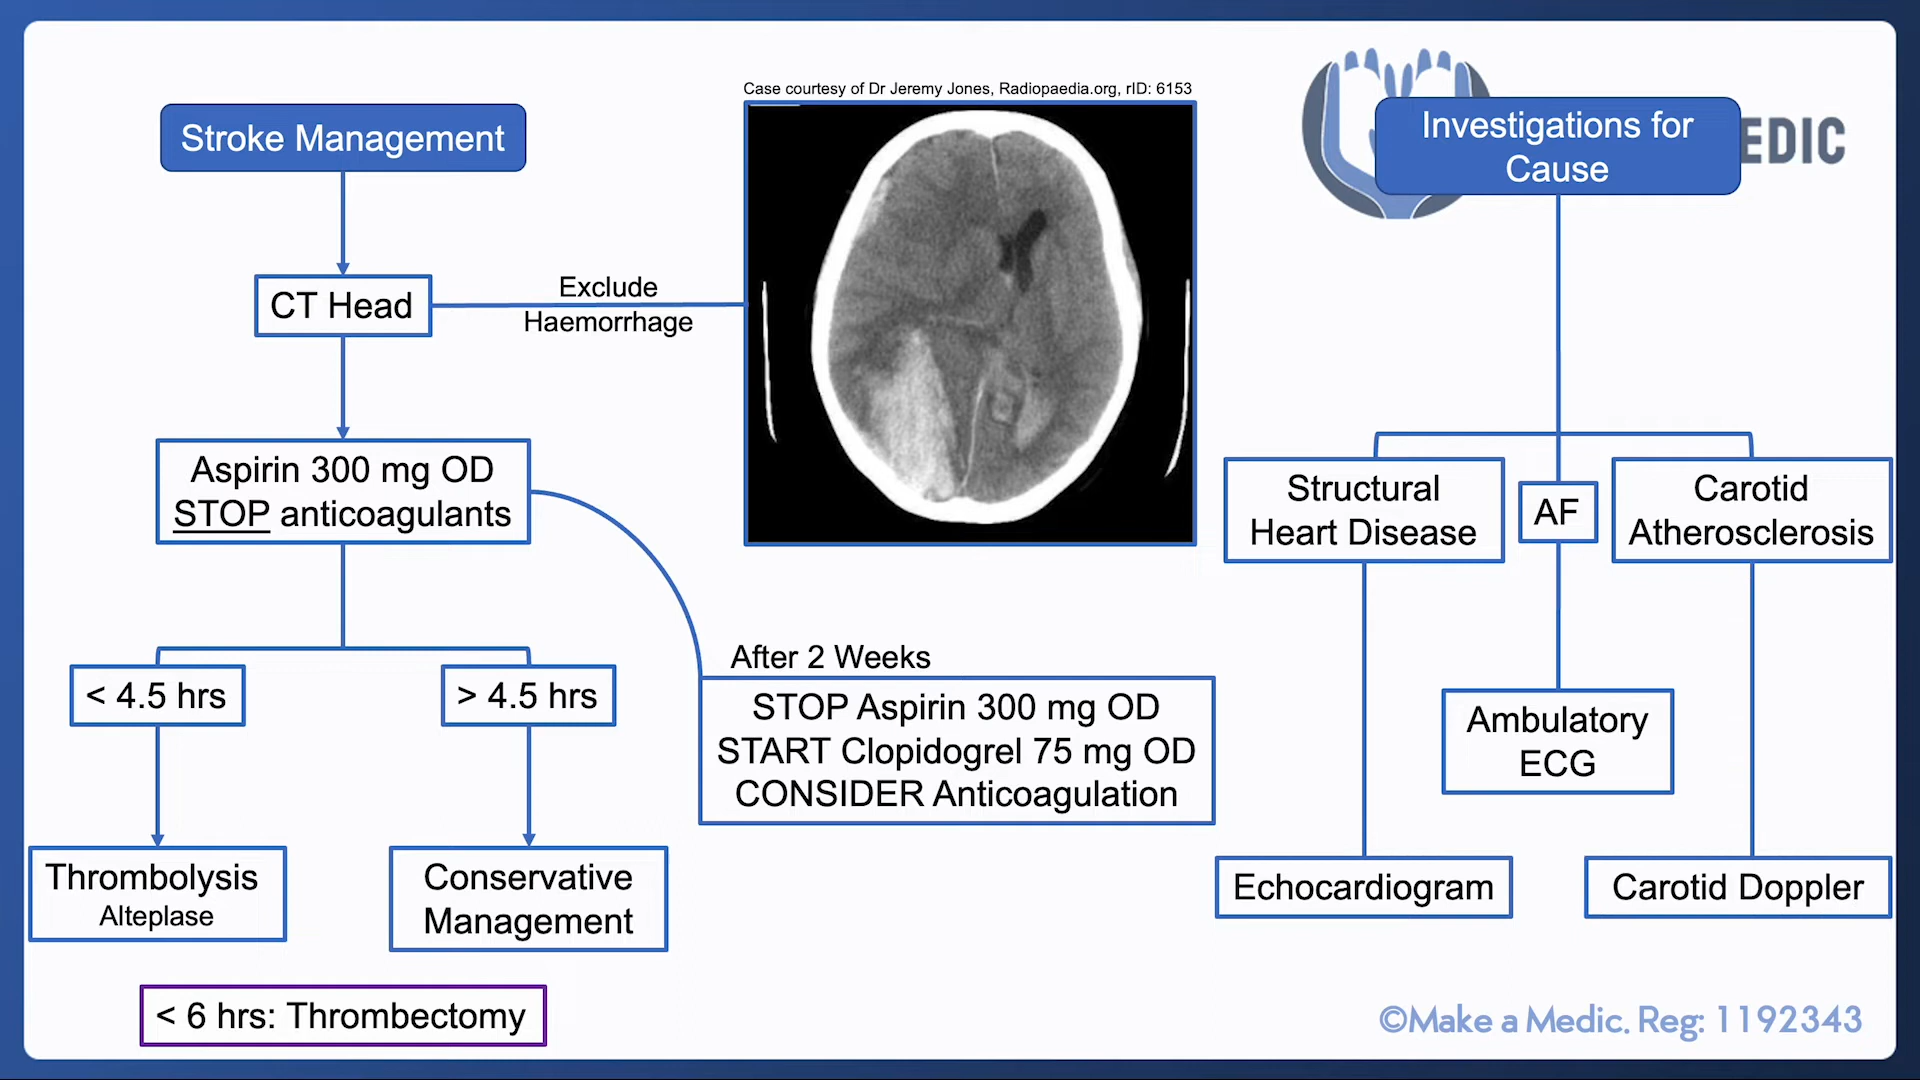 Case courtesy of Dr Jeremy Jones, Radiopaedia.org, rID: 6153
Stroke Management
CT Head
Exclude
Haemorrhage
Aspirin 300 mg OD
STOP anticoagulants
< 4.5 hrs
> 4.5 hrs
Thrombolysis
Alteplase
Conservative
Management
< 6 hrs: Thrombectomy
After 2 Weeks
STOP Aspirin 300 mg OD
START Clopidogrel 75 mg OD
CONSIDER Anticoagulation
Investigations for
Cause
EDIC
Structural
Heart Disease
AF
Carotid
Atherosclerosis
Ambulatory
ECG
Echocardiogram
Carotid Doppler
©Make a Medic. Reg: 1192343